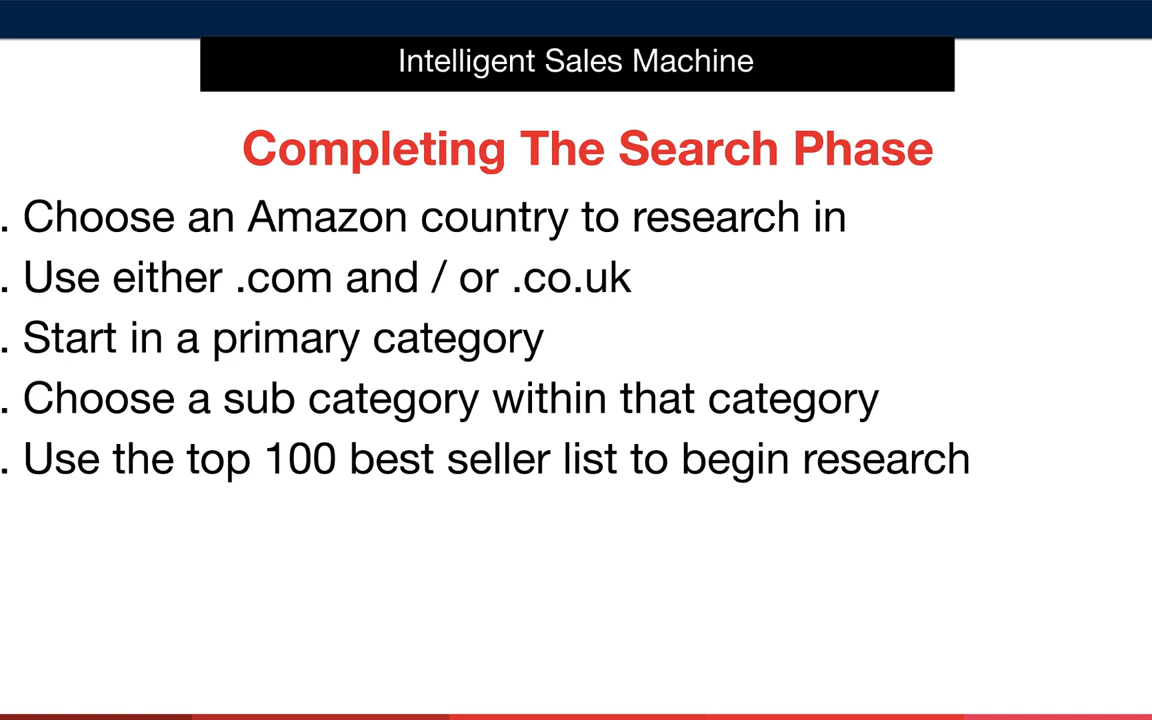 Intelligent Sales Machine
Completing The Search Phase
. Choose an Amazon country to research in
. Use either .com and / or .co.uk
. Start in a primary category
. Choose a sub category within that category
. Use the top 100 best seller list to begin research